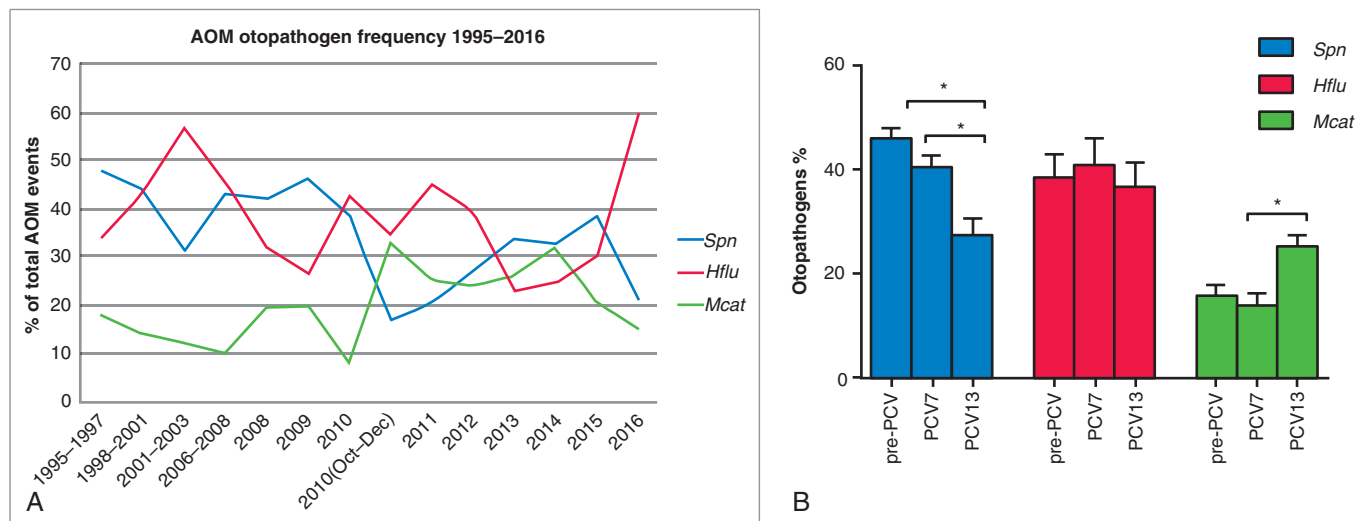 AOM otopathogen frequency 1995–2016
% of total AOM events
70
60
50
40
30
20
10
0
1995–1997
1998–2001
2001–2003
2006–2008
2008
2009
2010
2010(Oct–Dec)
2011
2012
2013
2014
2015
2016
Spn
Hflu
Mcat
A
Otopathogens %
60
40
20
0
*
*
*
pre-PCV
PCV7
PCV13
pre-PCV
PCV7
PCV13
pre-PCV
PCV7
PCV13
Spn
Hflu
Mcat
B